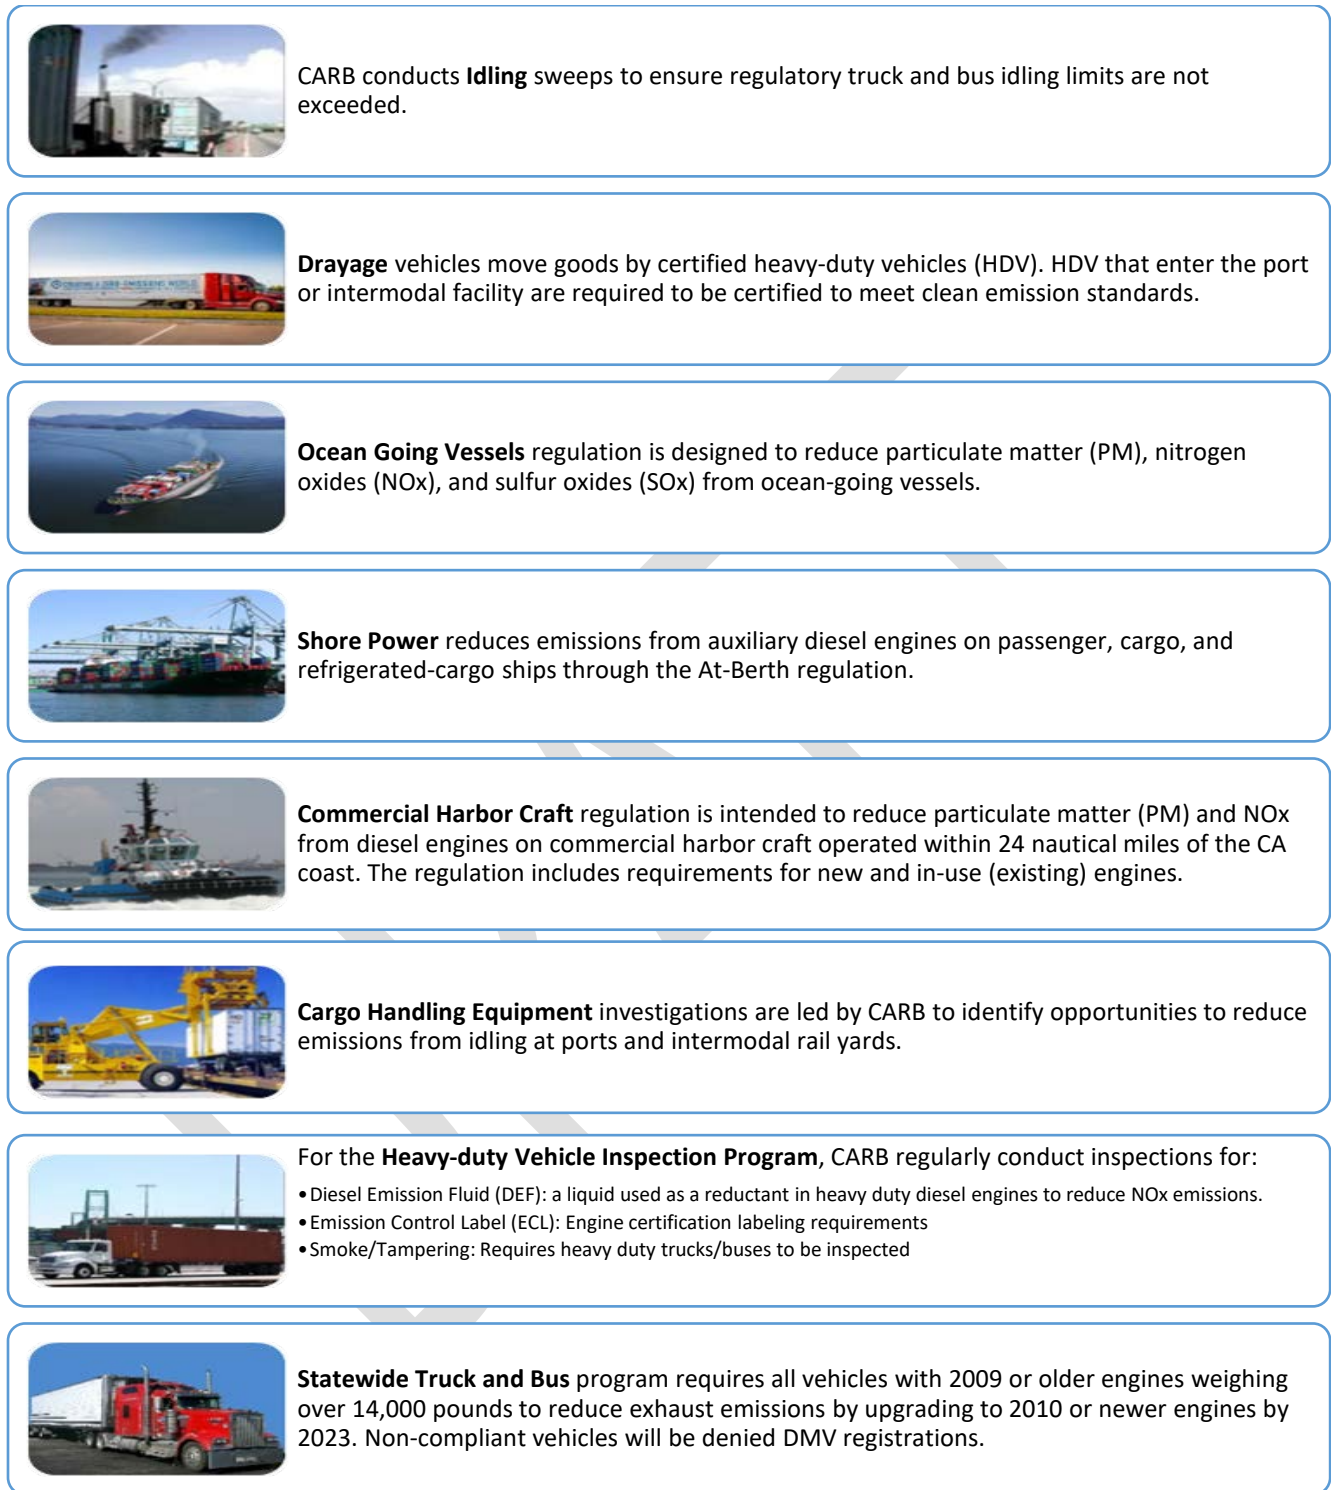 CARB conducts Idling sweeps to ensure regulatory truck and bus idling limits are not
exceeded.
Drayage vehicles move goods by certified heavy-duty vehicles (HDV). HDV that enter the port
or intermodal facility are required to be certified to meet clean emission standards.
Ocean Going Vessels regulation is designed to reduce particulate matter (PM), nitrogen
oxides (NOx), and sulfur oxides (SOx) from ocean-going vessels.
Shore Power reduces emissions from auxiliary diesel engines on passenger, cargo, and
refrigerated-cargo ships through the At-Berth regulation.
Commercial Harbor Craft regulation is intended to reduce particulate matter (PM) and NOx
from diesel engines on commercial harbor craft operated within 24 nautical miles of the CA
coast. The regulation includes requirements for new and in-use (existing) engines.
Cargo Handling Equipment investigations are led by CARB to identify opportunities to reduce
emissions from idling at ports and intermodal rail yards.
For the Heavy-duty Vehicle Inspection Program, CARB regularly conduct inspections for:
•Diesel Emission Fluid (DEF): a liquid used as a reductant in heavy duty diesel engines to reduce NOx emissions.
•Emission Control Label (ECL): Engine certification labeling requirements
•Smoke/Tampering: Requires heavy duty trucks/buses to be inspected
Statewide Truck and Bus program requires all vehicles with 2009 or older engines weighing
over 14,000 pounds to reduce exhaust emissions by upgrading to 2010 or newer engines by
2023. Non-compliant vehicles will be denied DMV registrations.